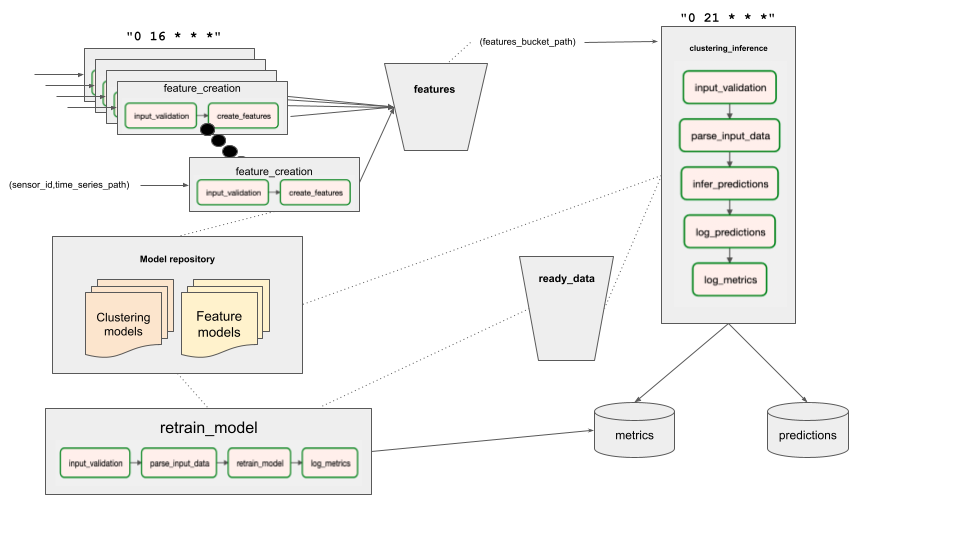 "0 16 * * *"
feature_creation
input_validation
create_features
feature_creation
input_validation
create_features
(sensor_id,time_series_path)
features
(features_bucket_path)
"0 21 * * *"
clustering_inference
input_validation
parse_input_data
infer_predictions
log_predictions
log_metrics
Model repository
Clustering
models
Feature
models
ready_data
retrain_model
input_validation
parse_input_data
retrain_model
log_metrics
metrics
predictions